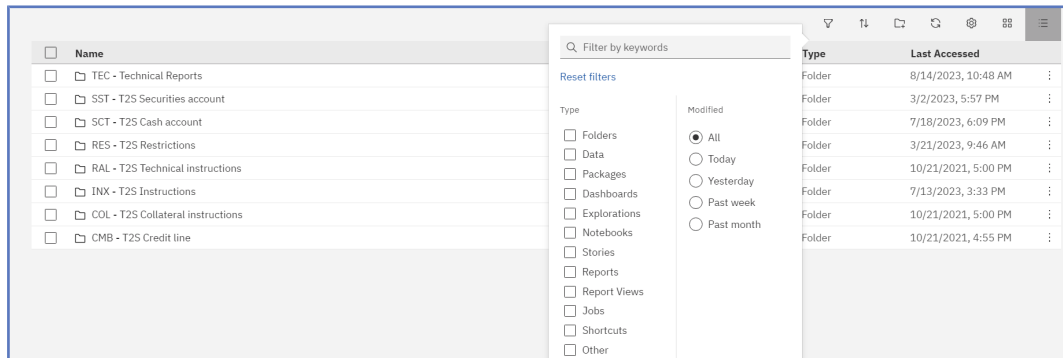 Name
Type
Last Accessed
TEC - Technical Reports
Folder
8/14/2023, 10:48 AM
SST - T2S Securities account
Folder
3/2/2023, 5:57 PM
SCT - T2S Cash account
Folder
7/18/2023, 6:09 PM
RES - T2S Restrictions
Folder
3/21/2023, 9:46 AM
RAL - T2S Technical instructions
Folder
10/21/2021, 5:00 PM
INX - T2S Instructions
Folder
7/13/2023, 3:33 PM
COL - T2S Collateral instructions
Folder
10/21/2021, 5:00 PM
CMB - T2S Credit line
Folder
10/21/2021, 4:55 PM
Filter by keywords
Reset filters
Type
Folders
Data
Packages
Dashboards
Explorations
Notebooks
Stories
Reports
Report Views
Jobs
Shortcuts
Other
Modified
All
Today
Yesterday
Past week
Past month